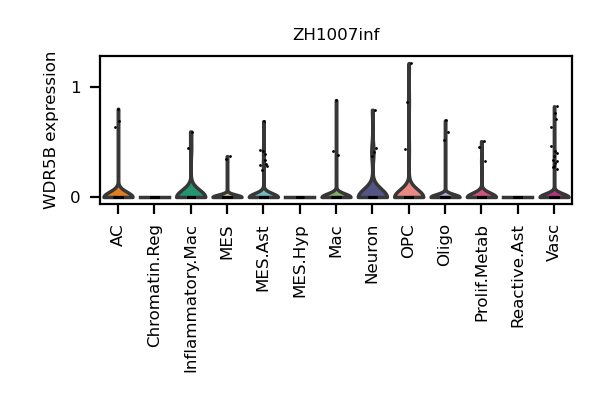 ZH1007inf
WDR5B expression
1
0
AC
Chromatin.Reg
Inflammatory.Mac
MES
MES.Ast
MES.Hyp
Mac
Neuron
OPC
Oligo
Prolif.Metab
Reactive.Ast
Vasc